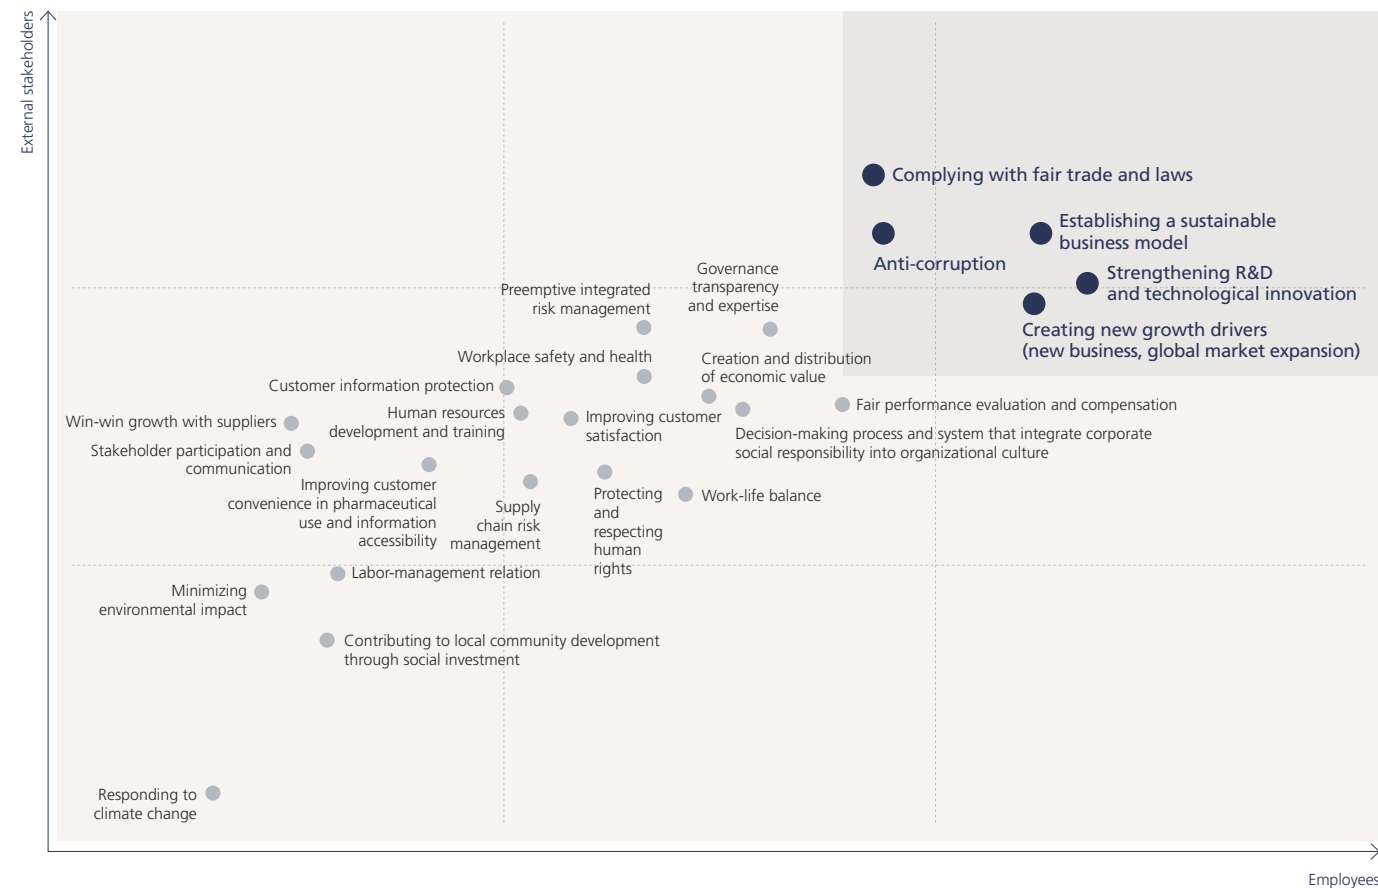 External stakeholders
Complying with fair trade and laws
Establishing a sustainable
business model
Anti-corruption
Strengthening R&D
and technological innovation
Creating new growth drivers
(new business, global market expansion)
Governance
transparency
and expertise
Preemptive integrated
risk management
Workplace safety and health
Creation and distribution
of economic value
Customer information protection
Fair performance evaluation and compensation
Human resources
development and training
Improving customer
satisfaction
Win-win growth with suppliers
Decision-making process and system that integrate corporate
social responsibility into organizational culture
Stakeholder participation and
communication
Improving customer
convenience in pharmaceutical
use and information
accessibility
Supply
chain risk
management
Protecting
and
respecting
human
rights
Work-life balance
Labor-management relation
Minimizing
environmental impact
Contributing to local community development
through social investment
Responding to
climate change
Employees